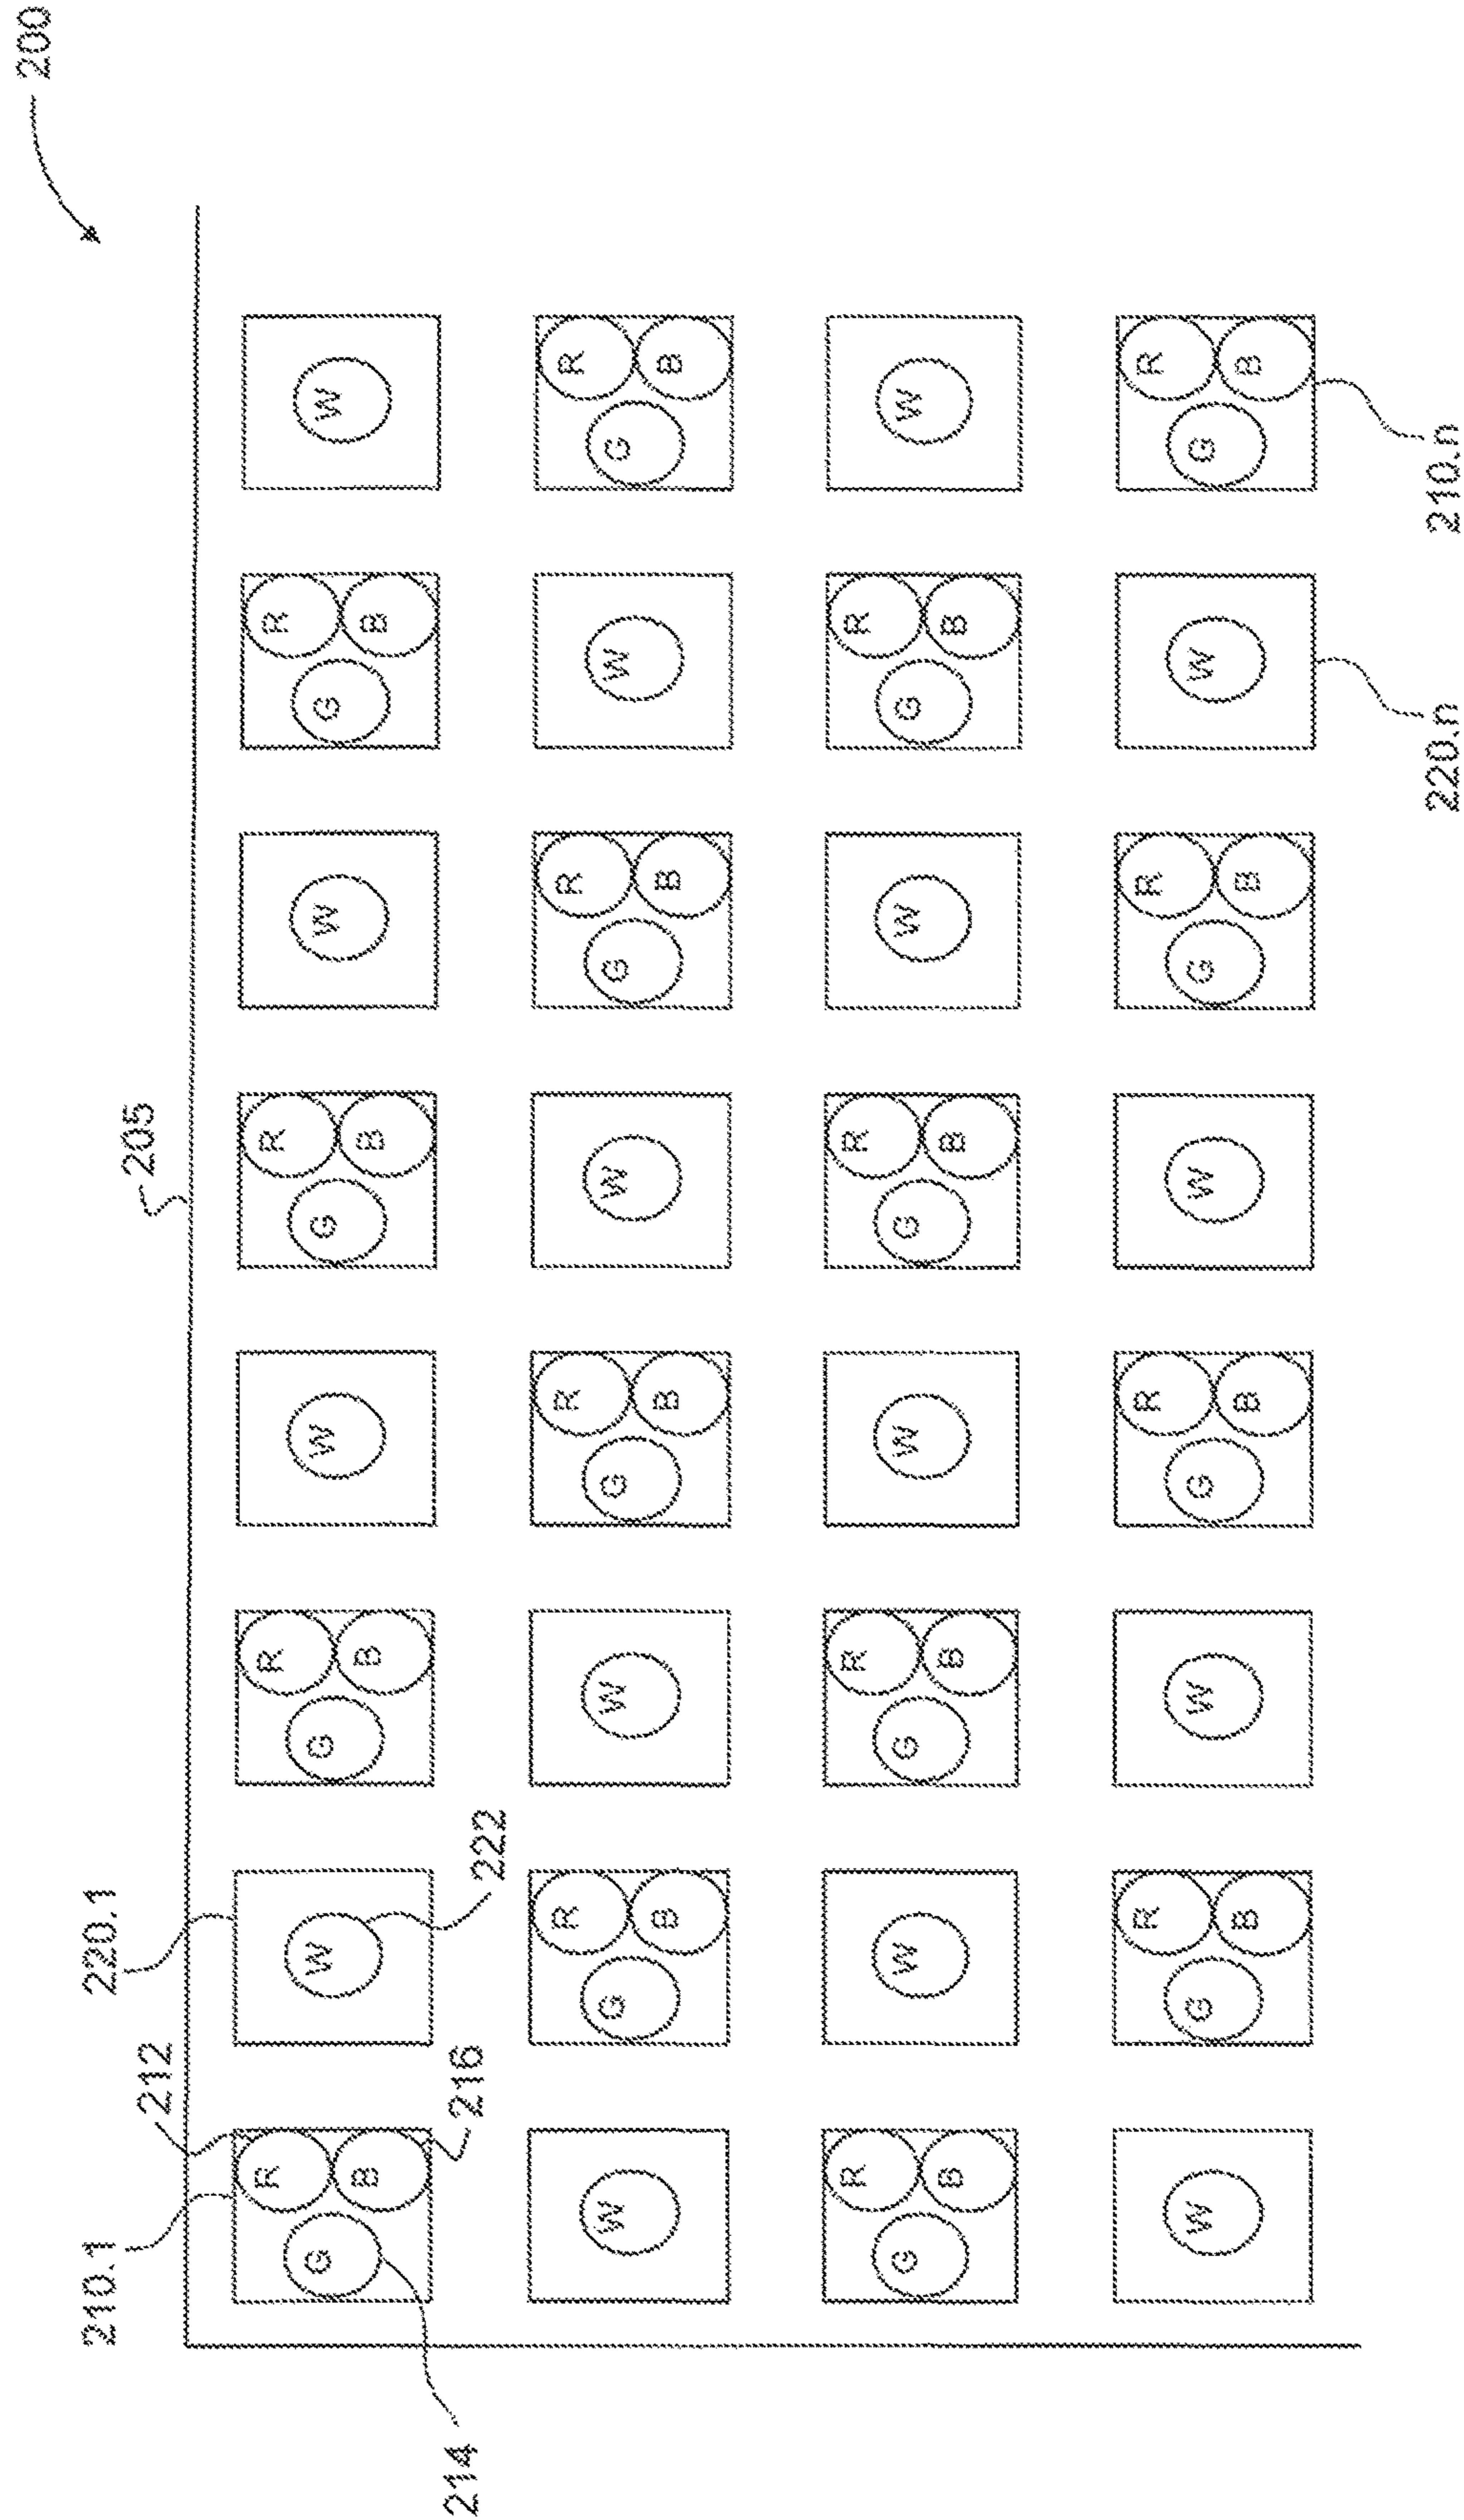 200
210.1 220.1
212 205
R R R R
G W G W G W G W
B B B B
214 216 222
R R R R
W G W G W G W G
B B B B
R R R R
G W G W G W G W
B B B B
R R R R
W G W G W G W G
B B B B
220.n 210.n